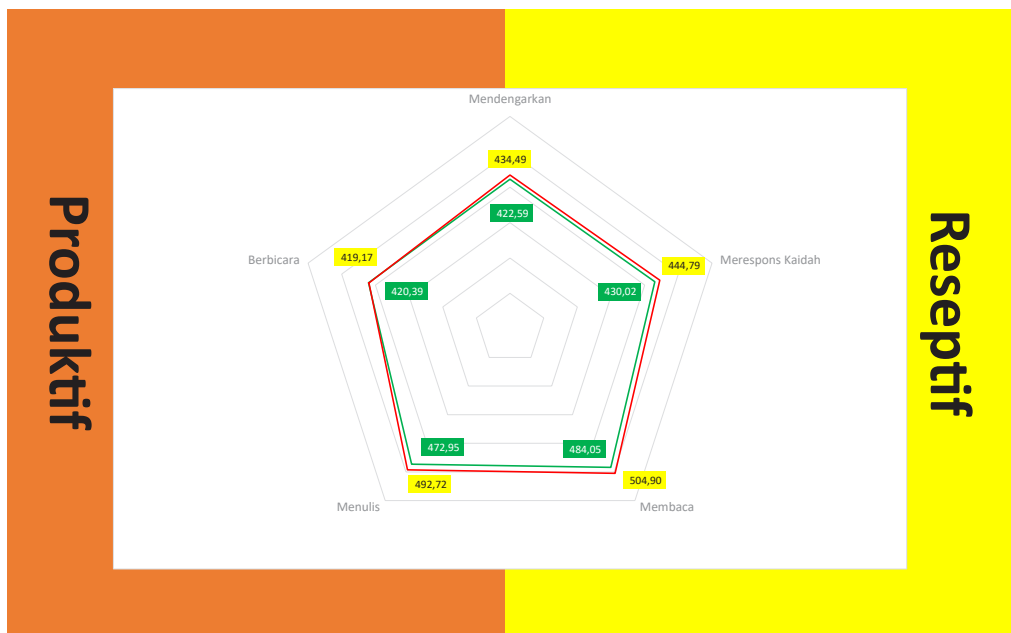 Mendengarkan
434,49
422,59
Berbicara
419,17
420,39
444,79
430,02
Merespons Kaidah
472,95
484,05
492,72
504,90
Menulis
Membaca
Produktif
Reseptif